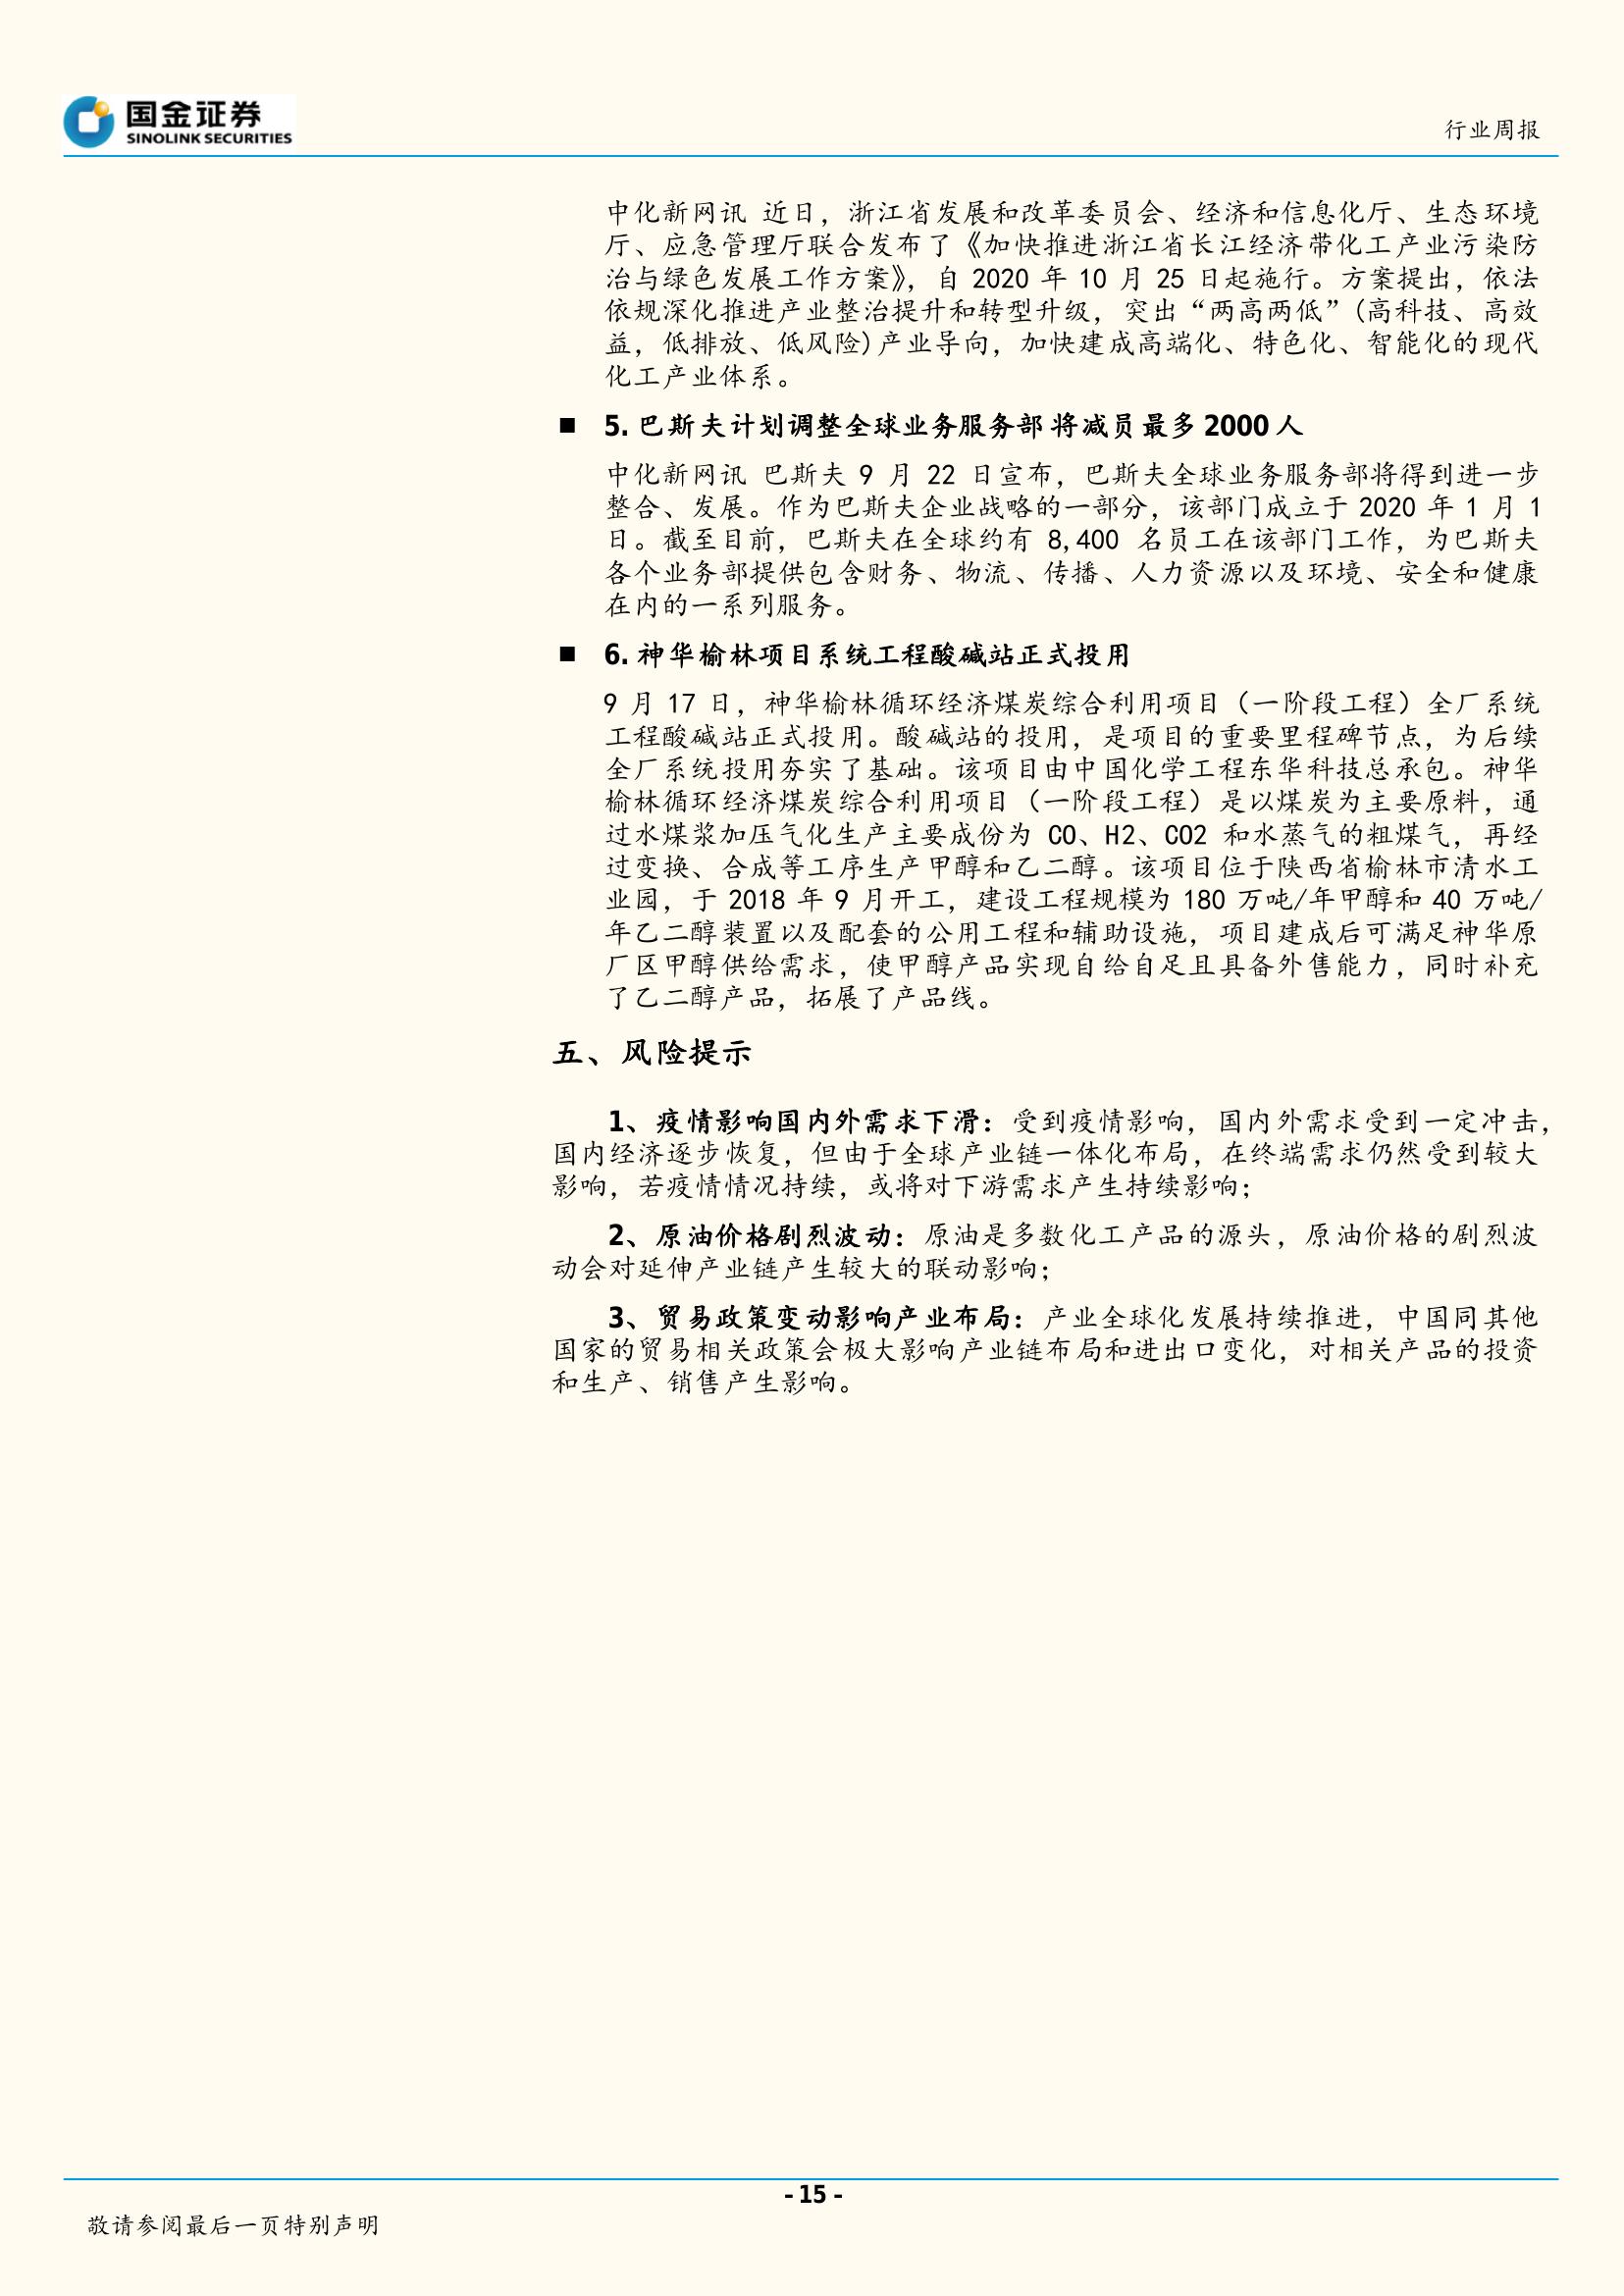 国金证券
SINOLINK SECURITIES
行业周报
中化新网讯 近日，浙江省发展和改革委员会、经济和信息化厅、生态环境
厅、应急管理厅联合发布了《加快推进浙江省长江经济带化工产业污染防
治与绿色发展工作方案》，自 2020 年 10 月 25 日起施行。方案提出，依法
依规深化推进产业整治提升和转型升级，突出“两高两低”(高科技、高效
益，低排放、低风险)产业导向，加快建成高端化、特色化、智能化的现代
化工产业体系。
■ 5. 巴斯夫计划调整全球业务服务部 将减员最多 2000 人
中化新网讯 巴斯夫 9 月 22 日宣布，巴斯夫全球业务服务部将得到进一步
整合、发展。作为巴斯夫企业战略的一部分，该部门成立于 2020 年 1 月 1
日。截至目前，巴斯夫在全球约有 8,400 名员工在该部门工作，为巴斯夫
各个业务部提供包含财务、物流、传播、人力资源以及环境、安全和健康
在内的一系列服务。
■ 6. 神华榆林项目系统工程酸碱站正式投用
9 月 17 日，神华榆林循环经济煤炭综合利用项目（一阶段工程）全厂系统
工程酸碱站正式投用。酸碱站的投用，是项目的重要里程碑节点，为后续
全厂系统投用夯实了基础。该项目由中国化学工程东华科技总承包。神华
榆林循环经济煤炭综合利用项目（一阶段工程）是以煤炭为主要原料，通
过水煤浆加压气化生产主要成份为 CO、H2、CO2 和水蒸气的粗煤气，再经
过变换、合成等工序生产甲醇和乙二醇。该项目位于陕西省榆林市清水工
业园，于 2018 年 9 月开工，建设工程规模为 180 万吨/年甲醇和 40 万吨/
年乙二醇装置以及配套的公用工程和辅助设施，项目建成后可满足神华原
厂区甲醇供给需求，使甲醇产品实现自给自足且具备外售能力，同时补充
了乙二醇产品，拓展了产品线。
五、风险提示
1、疫情影响国内外需求下滑：受到疫情影响，国内外需求受到一定冲击，
国内经济逐步恢复，但由于全球产业链一体化布局，在终端需求仍然受到较大
影响，若疫情情况持续，或将对下游需求产生持续影响；
2、原油价格剧烈波动：原油是多数化工产品的源头，原油价格的剧烈波
动会对延伸产业链产生较大的联动影响；
3、贸易政策变动影响产业布局：产业全球化发展持续推进，中国同其他
国家的贸易相关政策会极大影响产业链布局和进出口变化，对相关产品的投资
和生产、销售产生影响。
- 15 -
敬请参阅最后一页特别声明